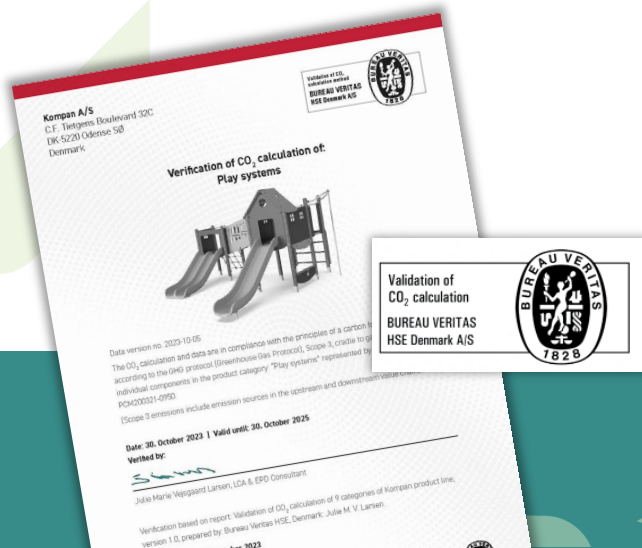 Kompan A/S
C.F. Tietgens Boulevard 32C
DK-5220 Odense SØ
Denmark
Validation of CO₂
calculation method
BUREAU VERITAS
HSE Denmark A/S
BUREAU VERITAS
1828
Verification of CO₂ calculation of:
Play systems
Validation of
CO₂ calculation
BUREAU VERITAS
HSE Denmark A/S
BUREAU VERITAS
1828
Data version no. 2023-10-05
The CO₂ calculation and data are in compliance with the principles of a carbon
according to the GHG protocol (Greenhouse Gas Protocol), Scope 3, cradle to
individual components in the product category "Play systems" represented by
PCM200321-0950.
(Scope 3 emissions include emission sources in the upstream and downstream value
Date: 30. October 2023 | Valid until: 30. October 2025
Verified by:
Julie Marie Vejsgaard Larsen, LCA & EPD Consultant
Verification based on report: Validation of CO₂ calculation of 9 categories of Kompan product line,
version 1.0, prepared by: Bureau Veritas HSE, Denmark: Julie M. V. Larsen.
2023